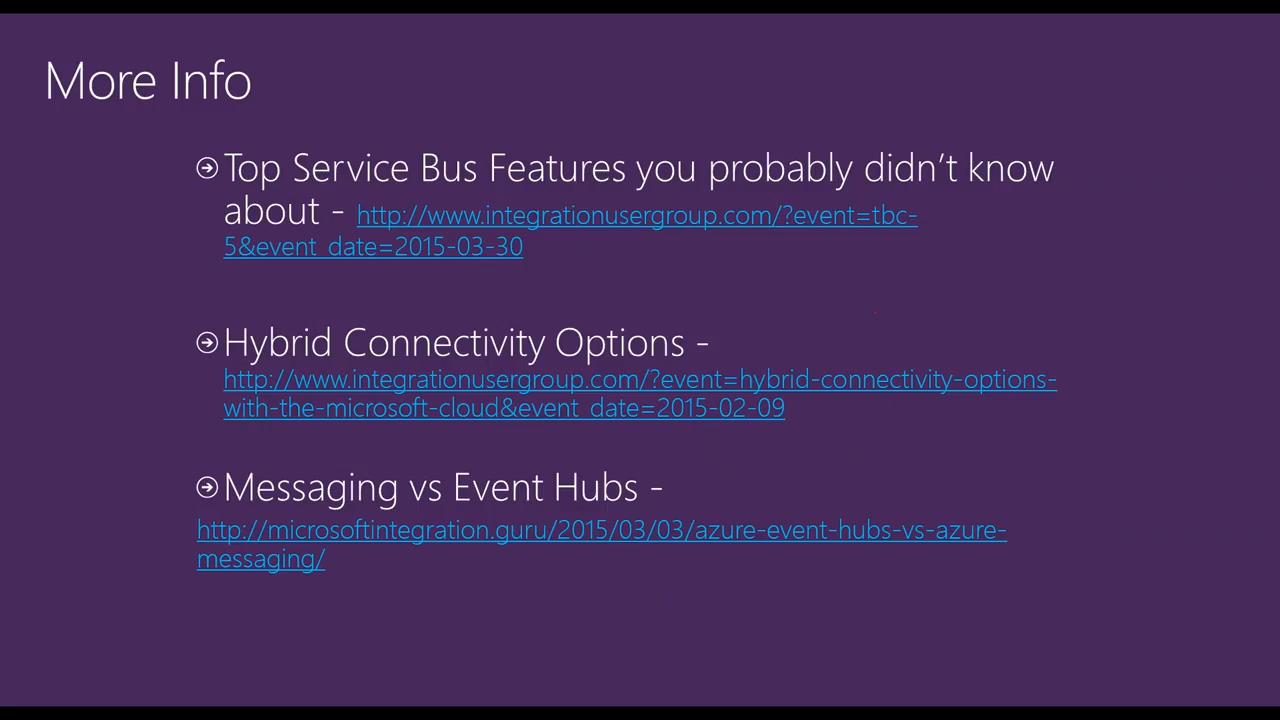 More Info
Top Service Bus Features you probably didn’t know
about - http://www.integrationusergroup.com/?event=tbc-
5&event_date=2015-03-30
Hybrid Connectivity Options -
http://www.integrationusergroup.com/?event=hybrid-connectivity-options-
with-the-microsoft-cloud&event_date=2015-02-09
Messaging vs Event Hubs -
http://microsoftintegration.guru/2015/03/03/azure-event-hubs-vs-azure-
messaging/